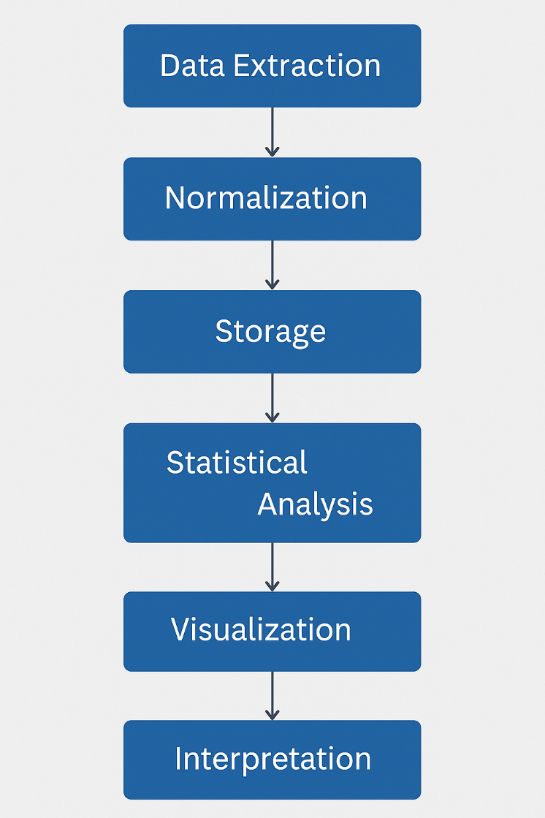 Data Extraction
Normalization
Storage
Statistical
Analysis
Visualization
Interpretation